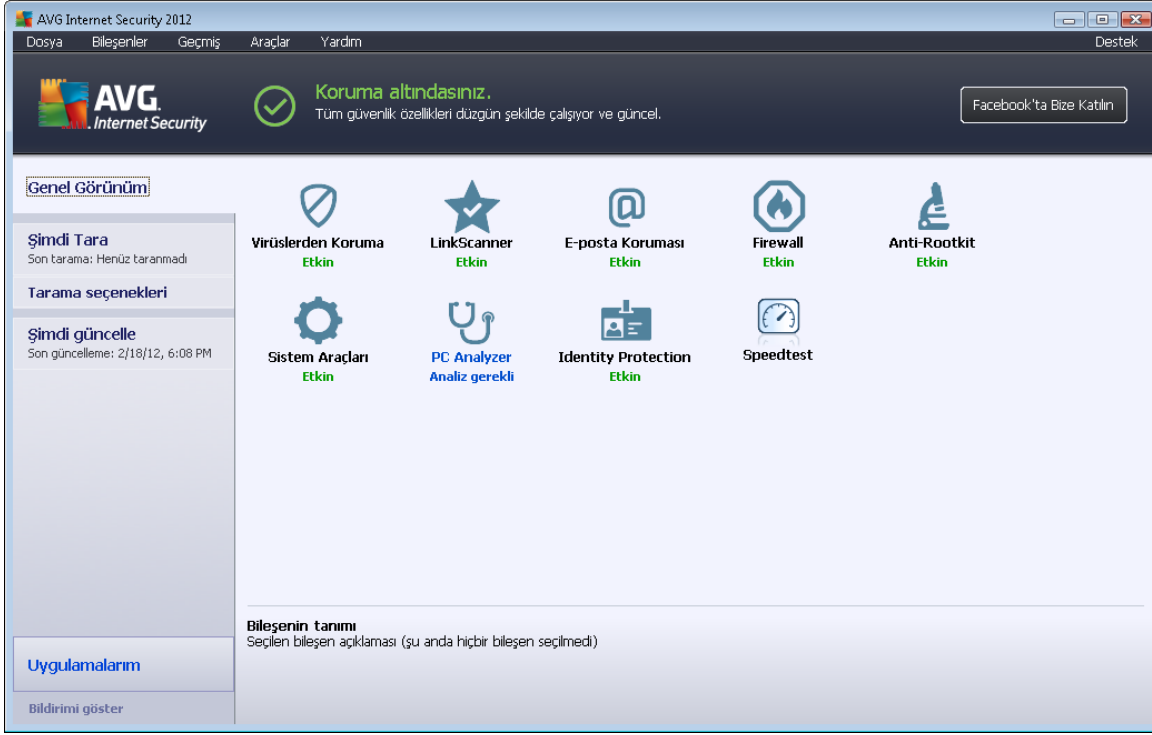 AVG Internet Security 2012
Dosya Bileşenler Geçmiş Araçlar Yardım Destek
AVG.
Internet Security
Koruma altındasınız.
Tüm güvenlik özellikleri düzgün şekilde çalışıyor ve güncel.
Facebook'ta Bize Katılın
Genel Görünüm
Şimdi Tara
Son tarama: Henüz taranmadı
Tarama seçenekleri
Şimdi güncelle
Son güncelleme: 2/18/12, 6:08 PM
Virüslerden Koruma
Etkin
LinkScanner
Etkin
E-posta Koruması
Etkin
Firewall
Etkin
Anti-Rootkit
Etkin
Sistem Araçları
Etkin
PC Analyzer
Analiz gerekli
Identity Protection
Etkin
Speedtest
Bileşenin tanımı
Seçilen bileşen açıklaması (şu anda hiçbir bileşen seçilmedi)
Uygulamalarım
Bildirimi göster